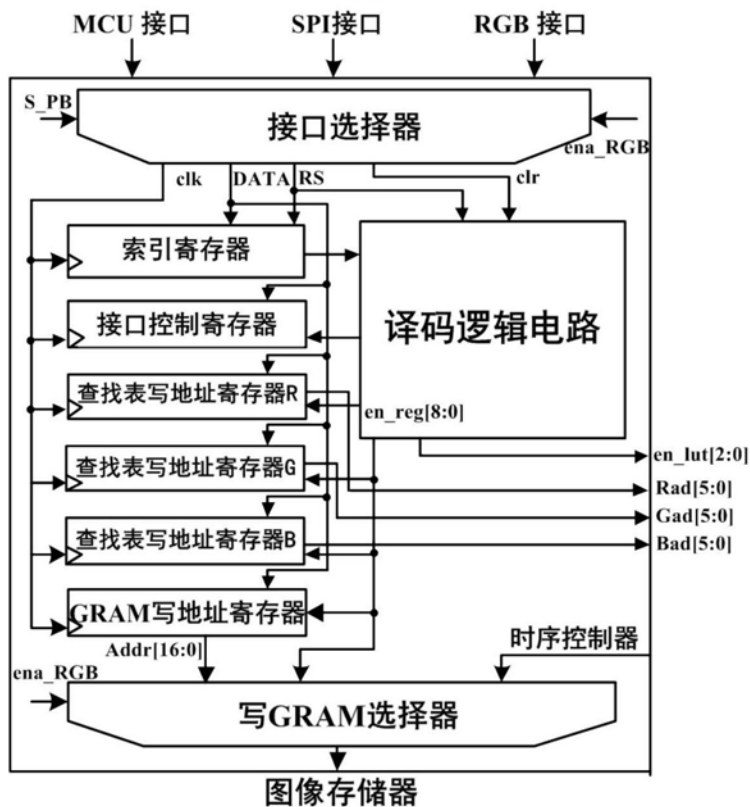 MCU 接口 SPI接口 RGB 接口
S_PB 接口选择器 ena_RGB
clk DATA RS clr
索引寄存器
接口控制寄存器
译码逻辑电路
查找表写地址寄存器R
en_reg[8:0]
en_lut[2:0]
查找表写地址寄存器G
Rad[5:0]
Gad[5:0]
查找表写地址寄存器B
Bad[5:0]
GRAM写地址寄存器
Addr[16:0]
时序控制器
ena_RGB
写GRAM选择器
图像存储器